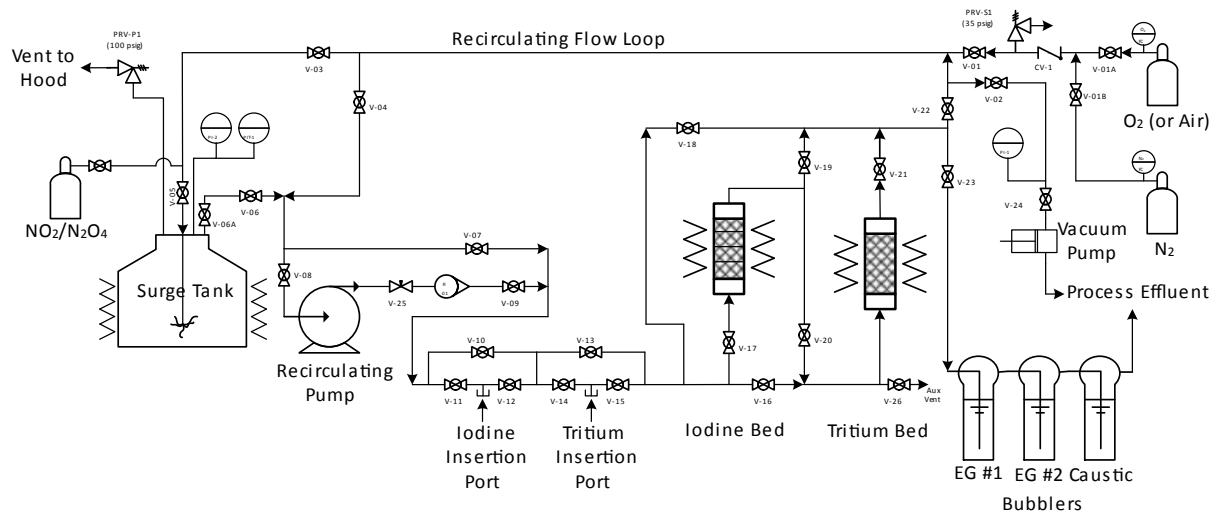 PRV-P1
(100 psig)
Vent to
Hood
V-03
Recirculating Flow Loop
PRV-S1
(35 psig)
V-01
CV-1
V-01A
V-01B
O₂ (or Air)
V-02
V-22
V-04
V-18
V-19
V-21
V-23
V-24
N₂
NO₂/N₂O₄
V-05
V-06A
V-06
PI-2
V-07
V-08
V-25
V-09
Surge Tank
Recirculating
Pump
Vacuum
Pump
Process Effluent
V-10
V-13
V-11
V-12
V-14
V-15
V-17
V-20
V-16
V-26
Aux
Vent
Iodine
Insertion
Port
Tritium
Insertion
Port
Iodine Bed
Tritium Bed
EG #1
EG #2
Caustic
Bubblers